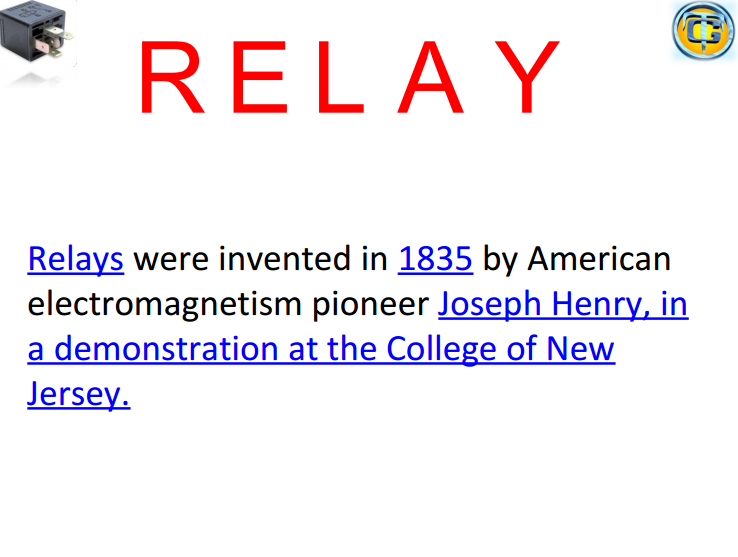 R E L A Y
Relays were invented in 1835 by American
electromagnetism pioneer Joseph Henry, in
a demonstration at the College of New
Jersey.